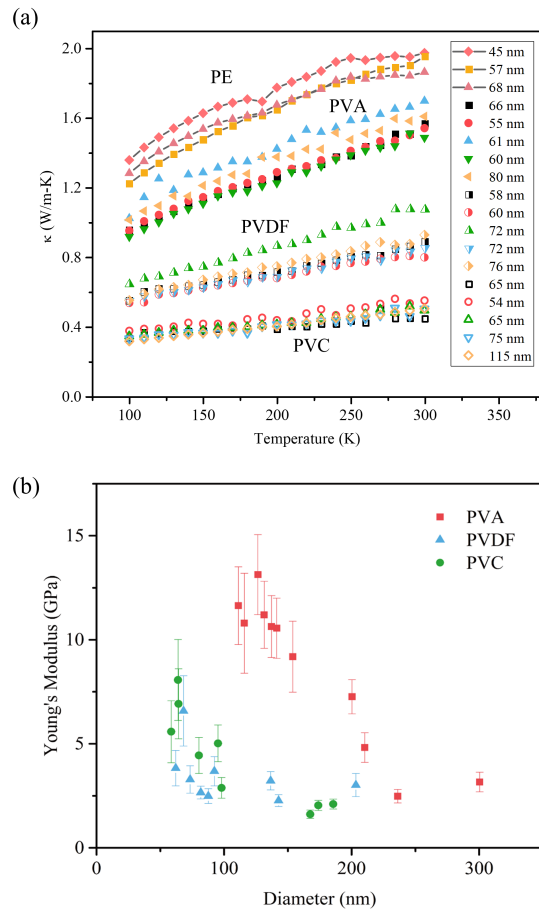 (a)
2.0
1.6
1.2
0.8
0.4
0.0
κ (W/m-K)
100
150
200
250
300
350
Temperature (K)
PE
PVA
PVDF
PVC
45 nm
57 nm
68 nm
66 nm
55 nm
61 nm
60 nm
80 nm
58 nm
60 nm
72 nm
72 nm
76 nm
65 nm
54 nm
65 nm
75 nm
115 nm
(b)
15
10
5
0
Young's Modulus (GPa)
0
100
200
300
Diameter (nm)
PVA
PVDF
PVC